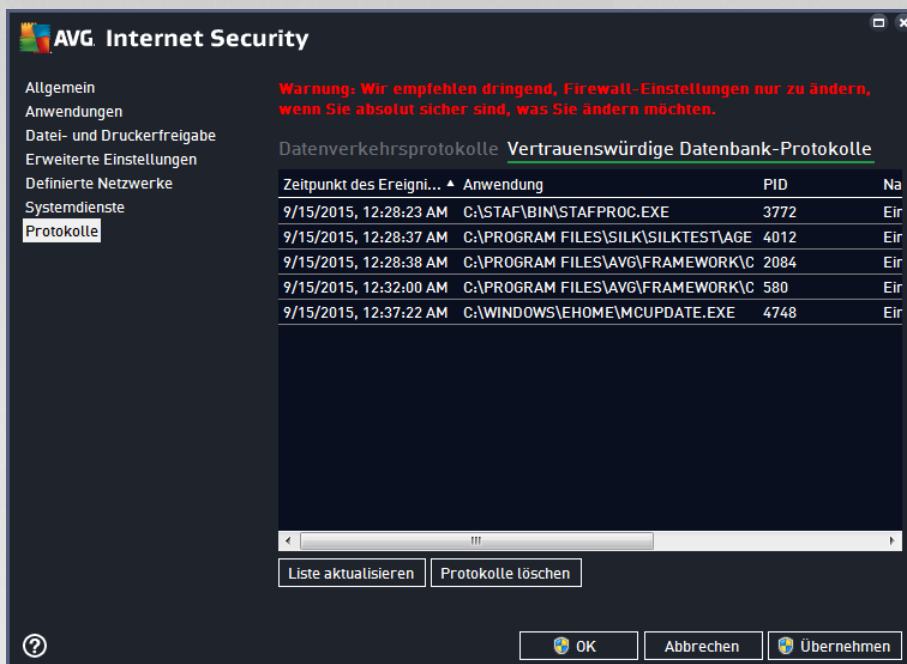 AVG Internet Security
Allgemein
Anwendungen
Datei- und Druckerfreigabe
Erweiterte Einstellungen
Definierte Netzwerke
Systemdienste
Protokolle
Warnung: Wir empfehlen dringend, Firewall-Einstellungen nur zu ändern,
wenn Sie absolut sicher sind, was Sie ändern möchten.
Datenverkehrsprotokolle Vertrauenswürdige Datenbank-Protokolle
Zeitpunkt des Ereigni... Anwendung PID Na
9/15/2015, 12:28:23 AM C:\STAF\BIN\STAFPROC.EXE 3772 Ein
9/15/2015, 12:28:37 AM C:\PROGRAM FILES\SILK\SILKTEST\AGE 4012 Ein
9/15/2015, 12:28:38 AM C:\PROGRAM FILES\AVG\FRAMEWORK\C 2084 Ein
9/15/2015, 12:32:00 AM C:\PROGRAM FILES\AVG\FRAMEWORK\C 580 Ein
9/15/2015, 12:37:22 AM C:\WINDOWS\EHOME\MCUPDATE.EXE 4748 Ein
Liste aktualisieren Protokolle löschen
OK Abbrechen Übernehmen